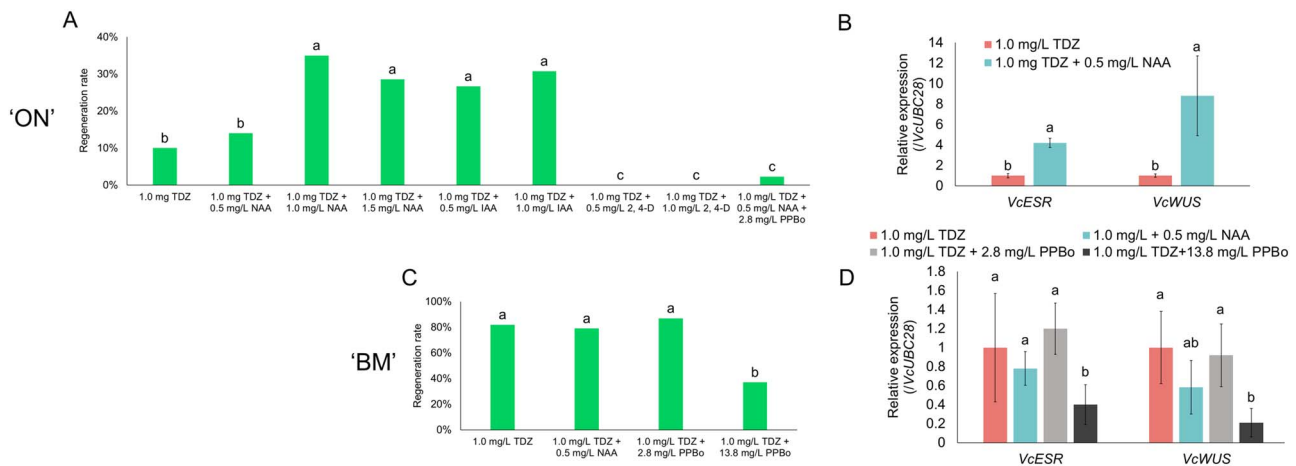 A
'ON'
Regeneration rate
40%
30%
20%
10%
0%
b
b
a
a
a
a
c
c
c
1.0 mg TDZ
1.0 mg TDZ +
0.5 mg/L NAA
1.0 mg TDZ +
1.0 mg/L NAA
1.0 mg TDZ +
1.5 mg/L NAA
1.0 mg TDZ +
0.5 mg/L IAA
1.0 mg TDZ +
1.0 mg/L IAA
1.0 mg TDZ +
0.5 mg/L 2, 4-D
1.0 mg TDZ +
1.0 mg/L 2, 4-D
1.0 mg/L TDZ +
0.5 mg/L NAA +
2.8 mg/L PPBo
B
1.0 mg/L TDZ
1.0 mg TDZ + 0.5 mg/L NAA
Relative expression
(/VcUBC28)
14
12
10
8
6
4
2
0
b
a
b
a
VcESR
VcWUS
C
'BM'
Regeneration rate
100%
80%
60%
40%
20%
0%
a
a
a
b
1.0 mg/L TDZ
1.0 mg/L TDZ +
0.5 mg/L NAA
1.0 mg/L TDZ +
2.8 mg/L PPBo
1.0 mg/L TDZ +
13.8 mg/L PPBo
D
1.0 mg/L TDZ
1.0 mg/L + 0.5 mg/L NAA
1.0 mg/L TDZ + 2.8 mg/L PPBo
1.0 mg/L TDZ+13.8 mg/L PPBo
Relative expression
(/VcUBC28)
1.8
1.6
1.4
1.2
1
0.8
0.6
0.4
0.2
0
a
a
a
b
a
ab
a
b
VcESR
VcWUS